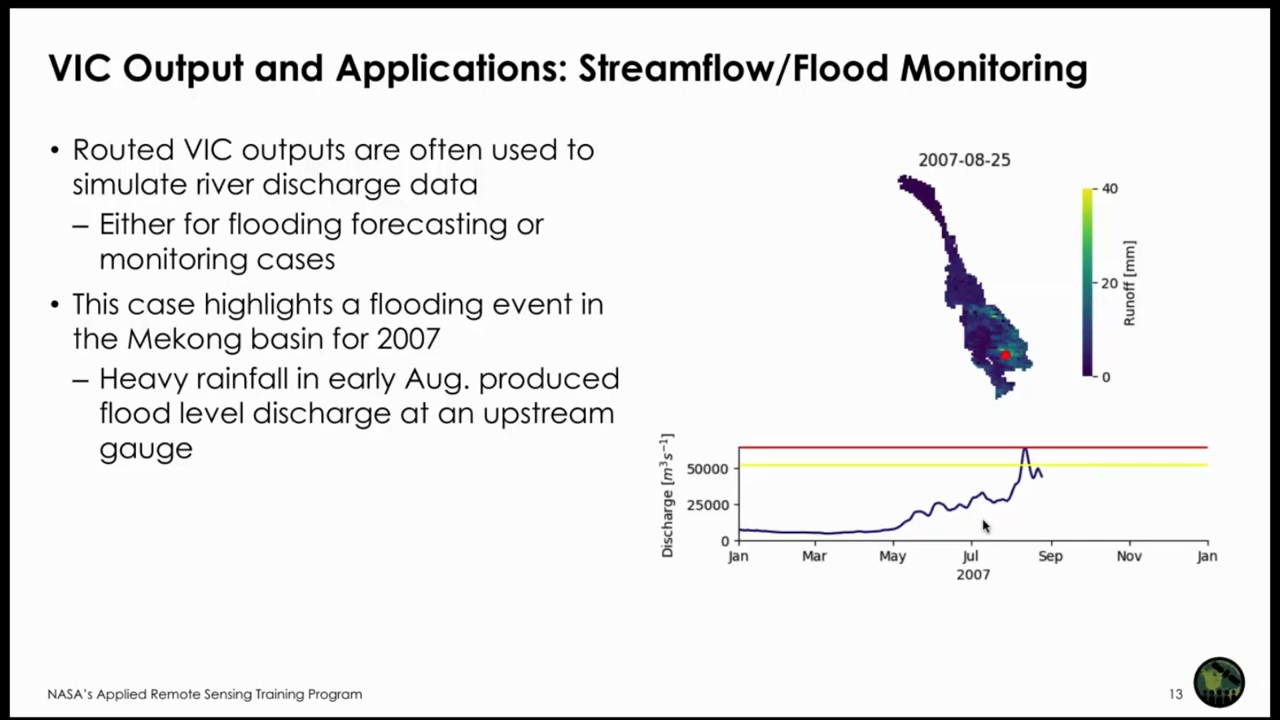 VIC Output and Applications: Streamflow/Flood Monitoring
• Routed VIC outputs are often used to
simulate river discharge data
– Either for flooding forecasting or
monitoring cases
• This case highlights a flooding event in
the Mekong basin for 2007
– Heavy rainfall in early Aug. produced
flood level discharge at an upstream
gauge
2007-08-25
40
20
0
Runoff [mm]
Discharge [m³s⁻¹]
50000
25000
0
Jan Mar May Jul Sep Nov Jan
2007
NASA's Applied Remote Sensing Training Program
13